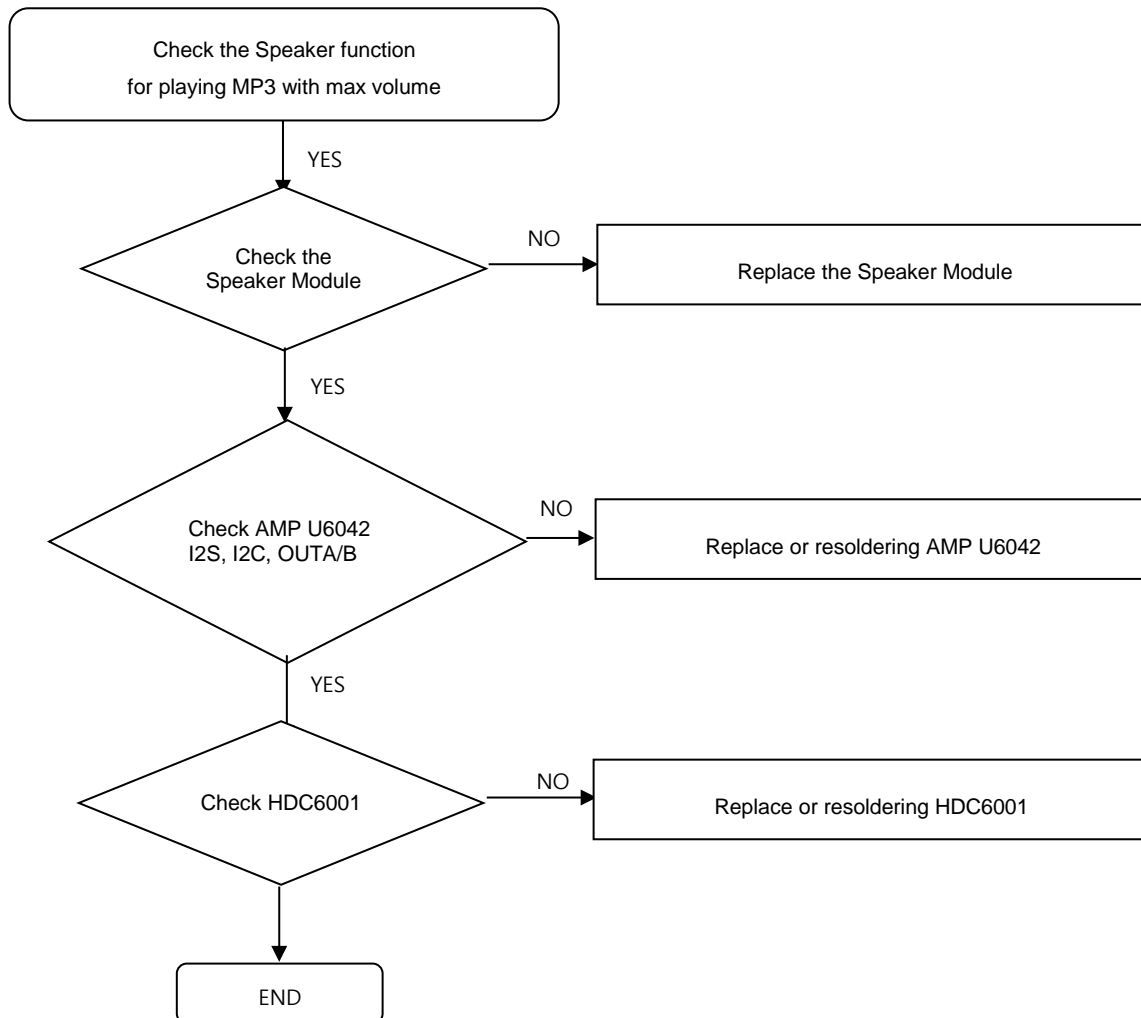 Check the Speaker function
for playing MP3 with max volume
YES
Check the
Speaker Module
NO
Replace the Speaker Module
YES
Check AMP U6042
I2S, I2C, OUTA/B
NO
Replace or resoldering AMP U6042
YES
Check HDC6001
NO
Replace or resoldering HDC6001
END